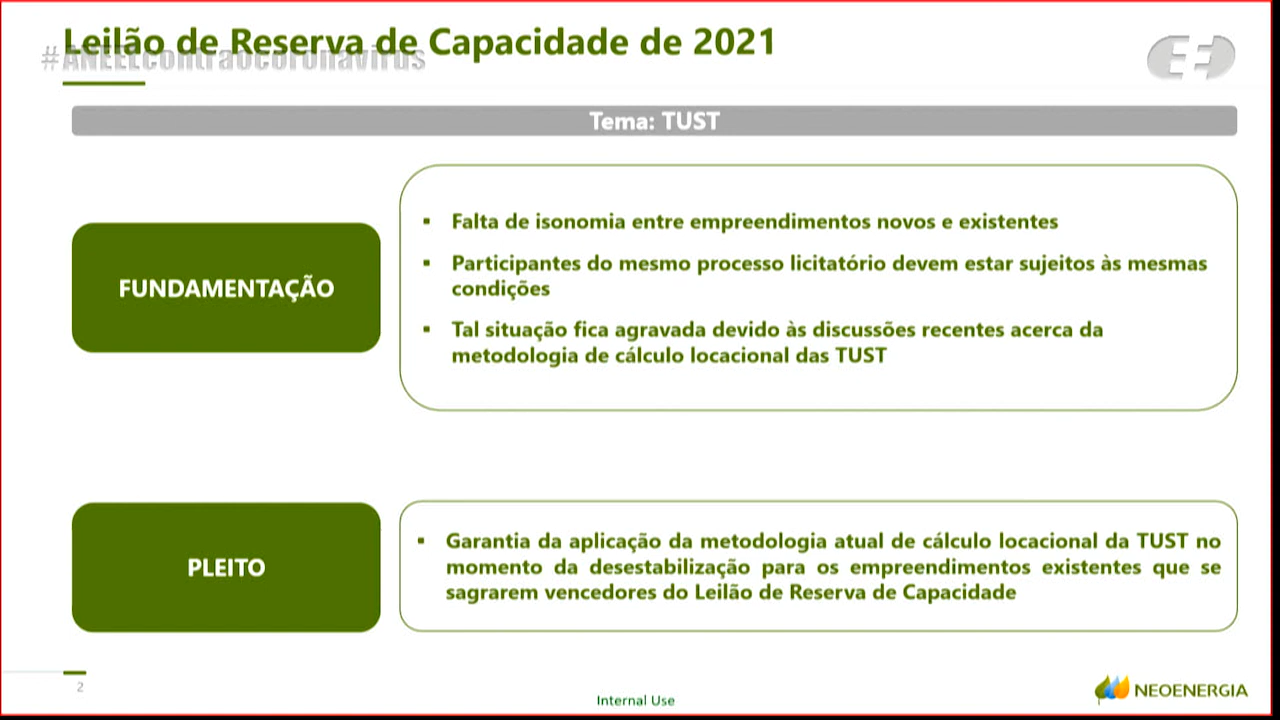 Leilão de Reserva de Capacidade de 2021
#ANEELcontraocoronavirus
Tema: TUST
FUNDAMENTAÇÃO
▪ Falta de isonomia entre empreendimentos novos e existentes
▪ Participantes do mesmo processo licitatório devem estar sujeitos às mesmas
condições
▪ Tal situação fica agravada devido às discussões recentes acerca da
metodologia de cálculo locacional das TUST
PLEITO
▪ Garantia da aplicação da metodologia atual de cálculo locacional da TUST no
momento da desestabilização para os empreendimentos existentes que se
sagrarem vencedores do Leilão de Reserva de Capacidade
2
Internal Use
NEOENERGIA